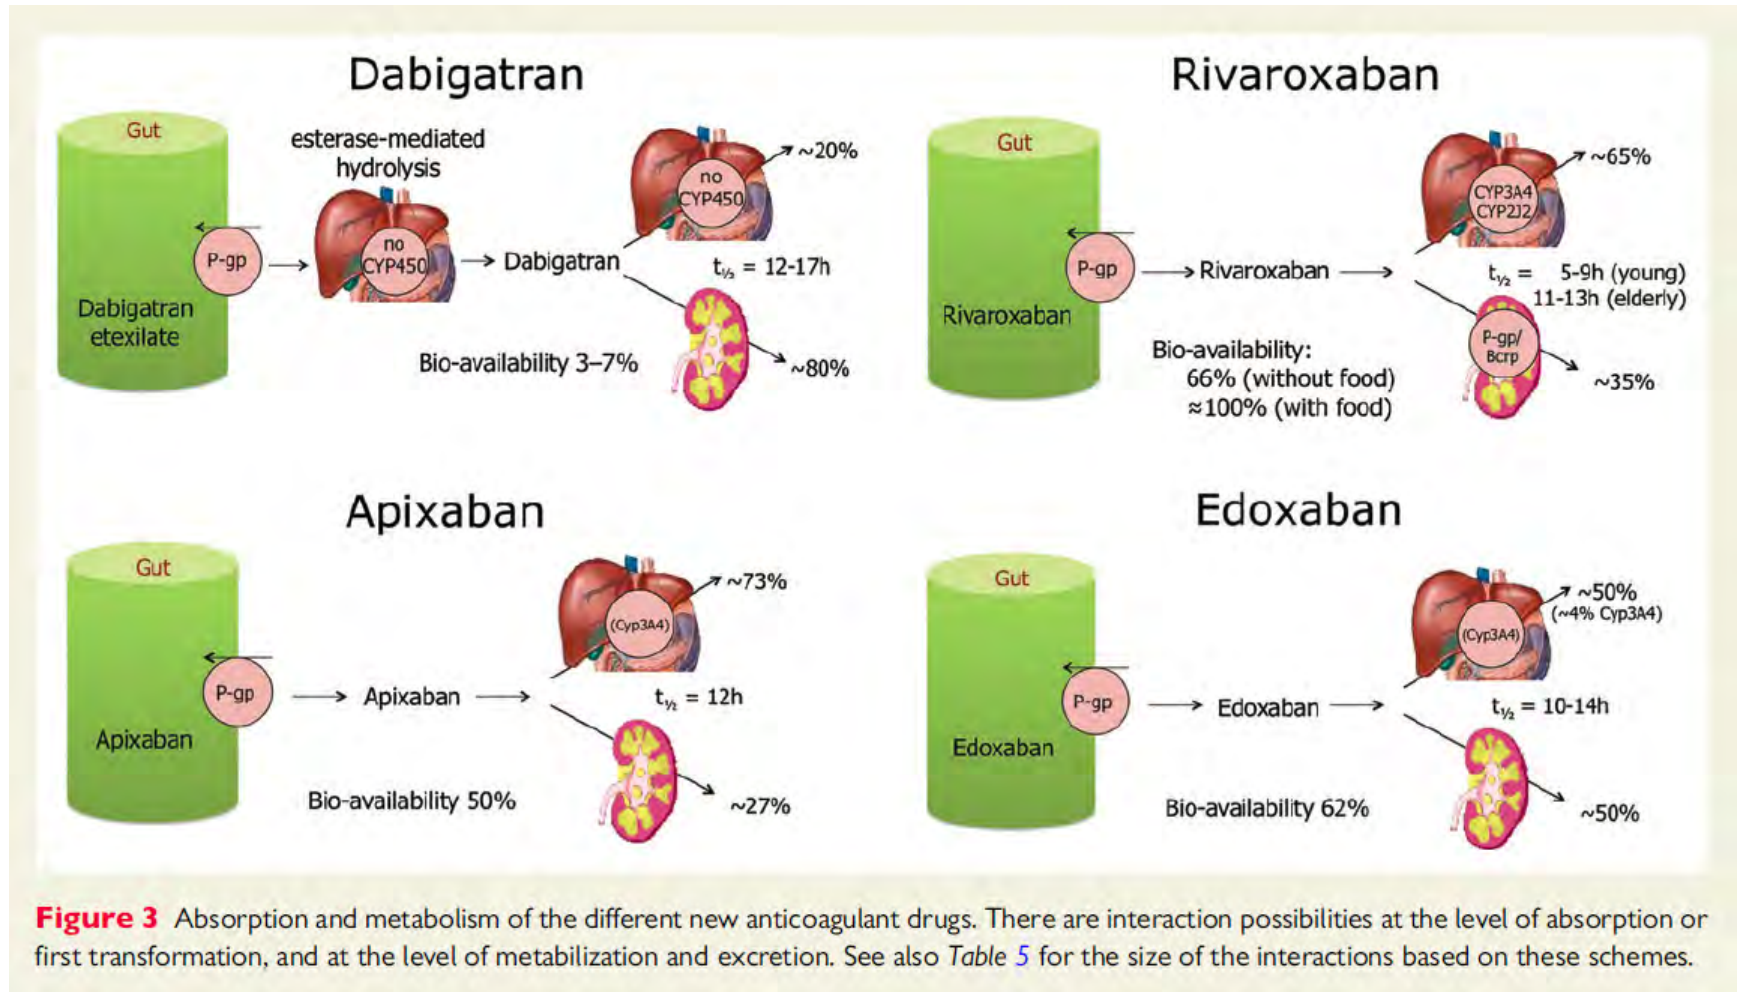 Dabigatran
Gut
esterase-mediated
hydrolysis
P-gp
Dabigatran
etexilate
no
CYP450
Dabigatran
no
CYP450
~20%
t½ = 12-17h
Bio-availability 3–7%
~80%
Rivaroxaban
Gut
P-gp
Rivaroxaban
Rivaroxaban
CYP3A4
CYP2J2
~65%
t½ = 5-9h (young)
11-13h (elderly)
Bio-availability:
66% (without food)
≈100% (with food)
P-gp/
Bcrp
~35%
Apixaban
Gut
P-gp
Apixaban
Apixaban
(Cyp3A4)
~73%
t½ = 12h
Bio-availability 50%
~27%
Edoxaban
Gut
P-gp
Edoxaban
Edoxaban
(Cyp3A4)
~50%
(~4% Cyp3A4)
t½ = 10-14h
Bio-availability 62%
~50%
Figure 3 Absorption and metabolism of the different new anticoagulant drugs. There are interaction possibilities at the level of absorption or
first transformation, and at the level of metabilization and excretion. See also Table 5 for the size of the interactions based on these schemes.